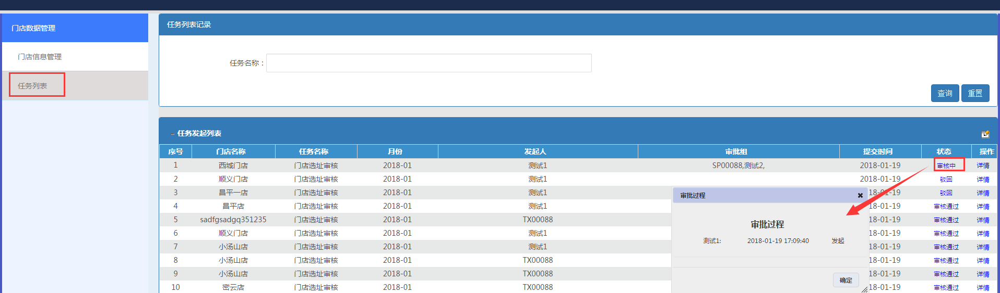 门店数据管理
门店信息管理
任务列表
任务列表记录
任务名称：
查询 重置
任务发起列表
序号 门店名称 任务名称 月份 发起人 审批组 提交时间 状态 操作
1 西城门店 门店选址审核 2018-01 测试1 SP00088,测试2, 2018-01-19 审核中 详情
2 顺义门店 门店选址审核 2018-01 测试1 2018-01-19 驳回 详情
3 昌平一店 门店选址审核 2018-01 测试1 18-01-19 驳回 详情
4 昌平店 门店选址审核 2018-01 测试1 18-01-19 审核通过 详情
5 sadfgsadgq351235 门店选址审核 2018-01 TX00088 18-01-19 审核通过 详情
6 顺义门店 门店选址审核 2018-01 测试1 18-01-19 审核通过 详情
7 小汤山店 门店选址审核 2018-01 测试1 18-01-19 审核通过 详情
8 小汤山店 门店选址审核 2018-01 TX00088 18-01-19 审核通过 详情
9 小汤山店 门店选址审核 2018-01 TX00088 18-01-19 审核通过 详情
10 密云店 门店选址审核 2018-01 TX00088 18-01-19 审核通过 详情
审批过程
审批过程
测试1: 2018-01-19 17:09:40 发起
确定